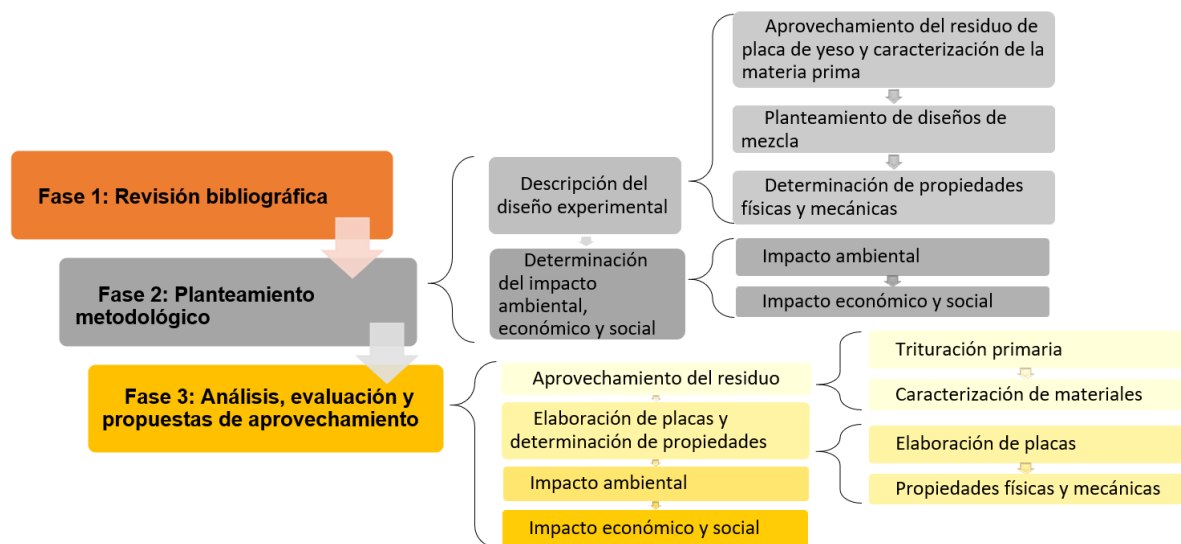 Fase 1: Revisión bibliográfica
Fase 2: Planteamiento
metodológico
Descripción del
diseño experimental
Aprovechamiento del residuo de
placa de yeso y caracterización de la
materia prima
Planteamiento de diseños de
mezcla
Determinación de propiedades
físicas y mecánicas
Determinación
del impacto
ambiental,
económico y social
Impacto ambiental
Impacto económico y social
Fase 3: Análisis, evaluación y
propuestas de aprovechamiento
Aprovechamiento del residuo
Trituración primaria
Caracterización de materiales
Elaboración de placas y
determinación de propiedades
Elaboración de placas
Propiedades físicas y mecánicas
Impacto ambiental
Impacto económico y social